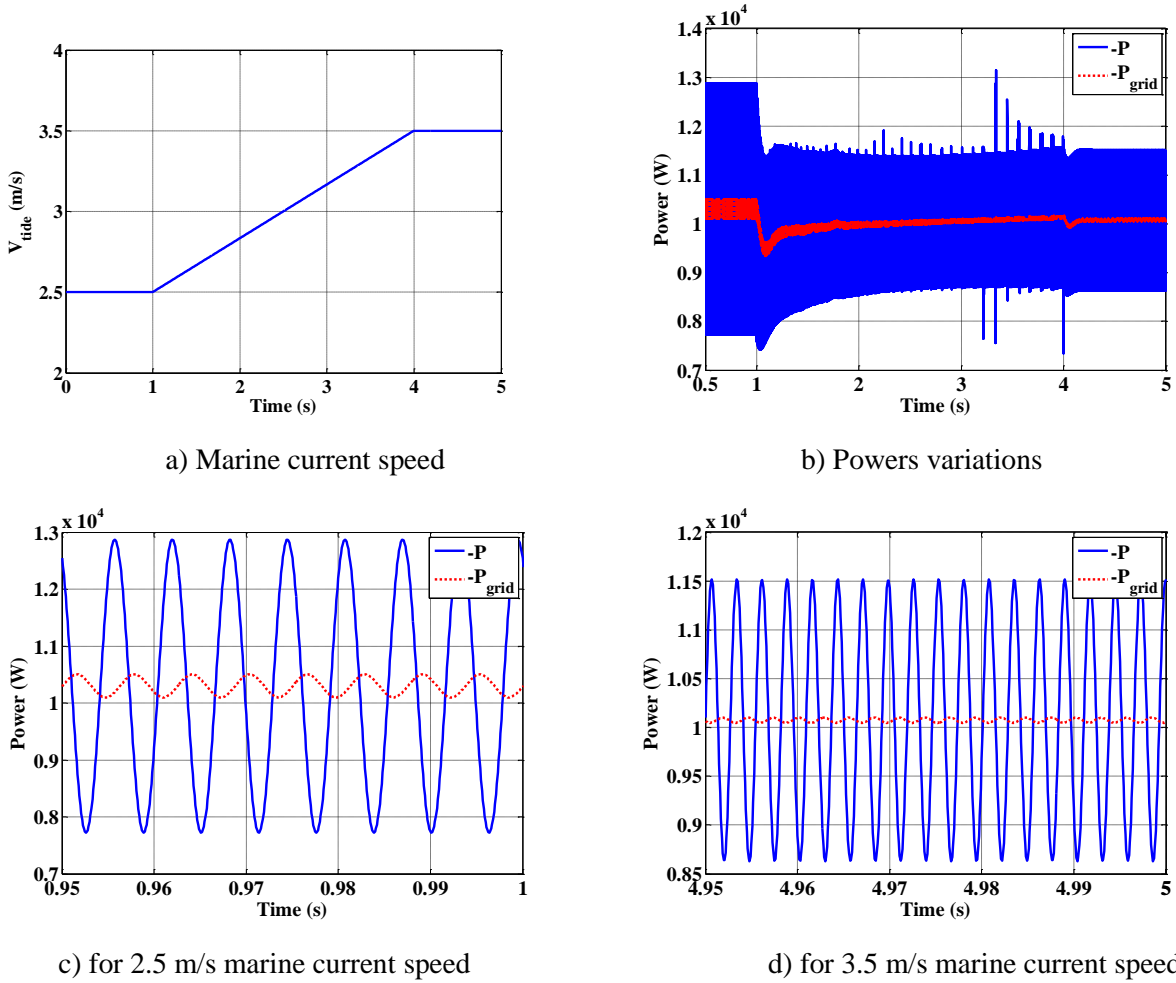 4
3.5
3
2.5
2
V_tide (m/s)
0 1 2 3 4 5
Time (s)
a) Marine current speed
x 10^4
1.4
1.3
1.2
1.1
1
0.9
0.8
0.7
Power (W)
-P
-P_grid
0.5 1 2 3 4 5
Time (s)
b) Powers variations
x 10^4
1.3
1.2
1.1
1
0.9
0.8
0.7
Power (W)
-P
-P_grid
0.95 0.96 0.97 0.98 0.99 1
Time (s)
c) for 2.5 m/s marine current speed
x 10^4
1.2
1.15
1.1
1.05
1
0.95
0.9
0.85
Power (W)
-P
-P_grid
4.95 4.96 4.97 4.98 4.99 5
Time (s)
d) for 3.5 m/s marine current speed